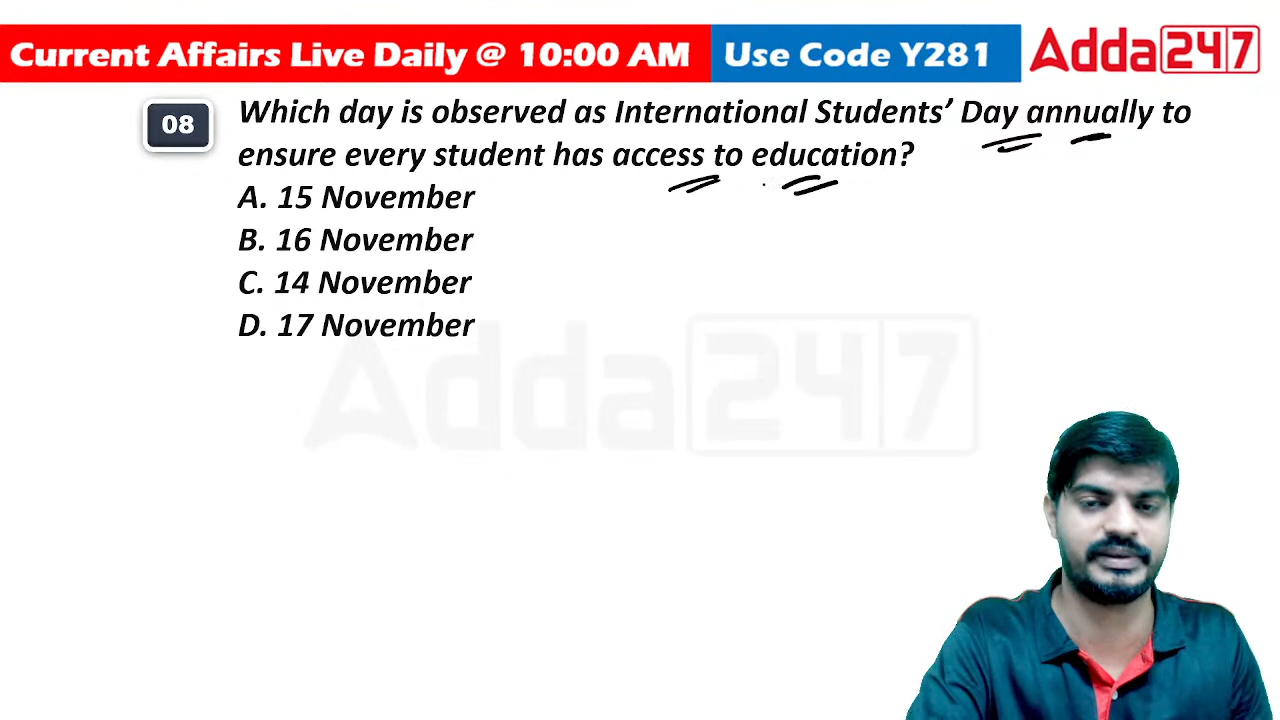 Current Affairs Live Daily @ 10:00 AM
Use Code Y281
Adda247
08
Which day is observed as International Students’ Day annually to
ensure every student has access to education?
A. 15 November
B. 16 November
C. 14 November
D. 17 November
Adda247